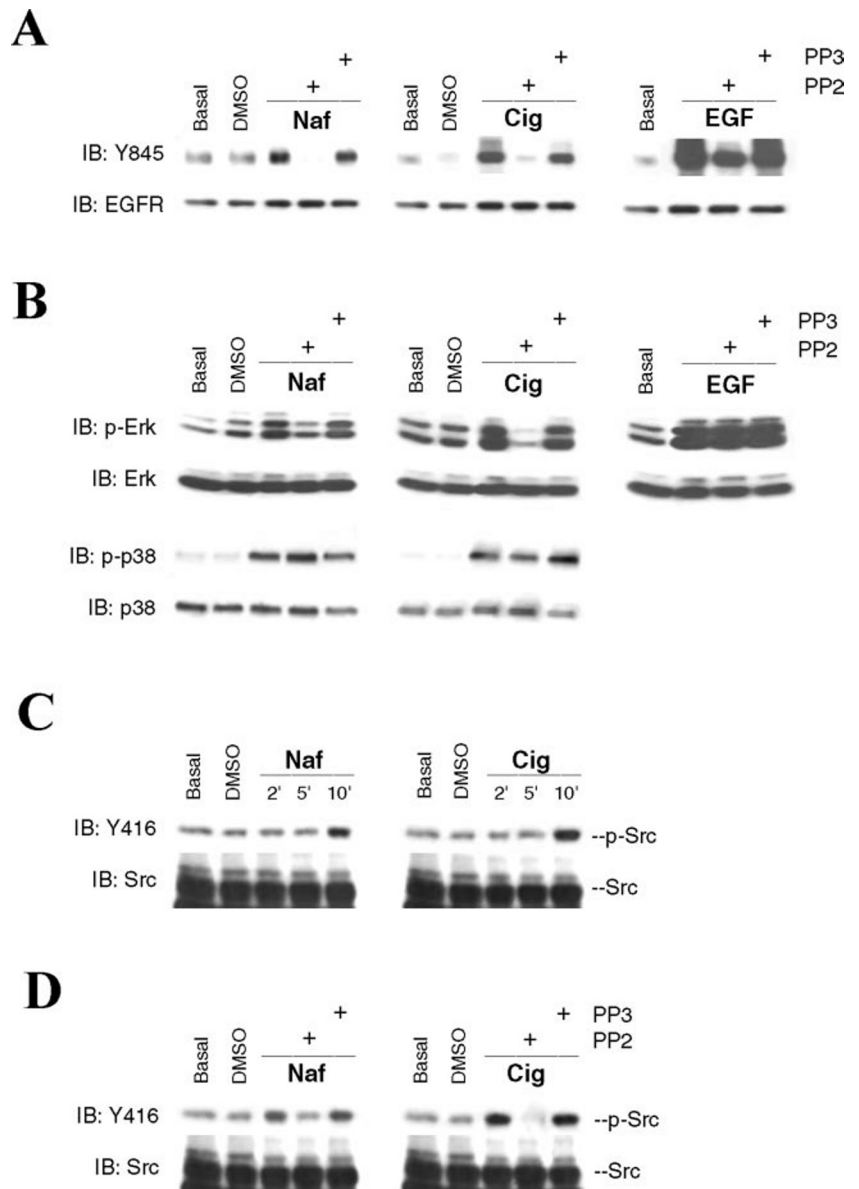 A
+ + PP3
+ + + PP2
Basal DMSO Naf Basal DMSO Cig Basal EGF
IB: Y845
IB: EGFR
B
+ + + PP3
+ + + PP2
Basal DMSO Naf Basal DMSO Cig Basal EGF
IB: p-Erk
IB: Erk
IB: p-p38
IB: p38
C
Basal DMSO Naf Basal DMSO Cig
2' 5' 10' 2' 5' 10'
IB: Y416 --p-Src
IB: Src --Src
D
+ + PP3
+ + PP2
Basal DMSO Naf Basal DMSO Cig
IB: Y416 --p-Src
IB: Src --Src